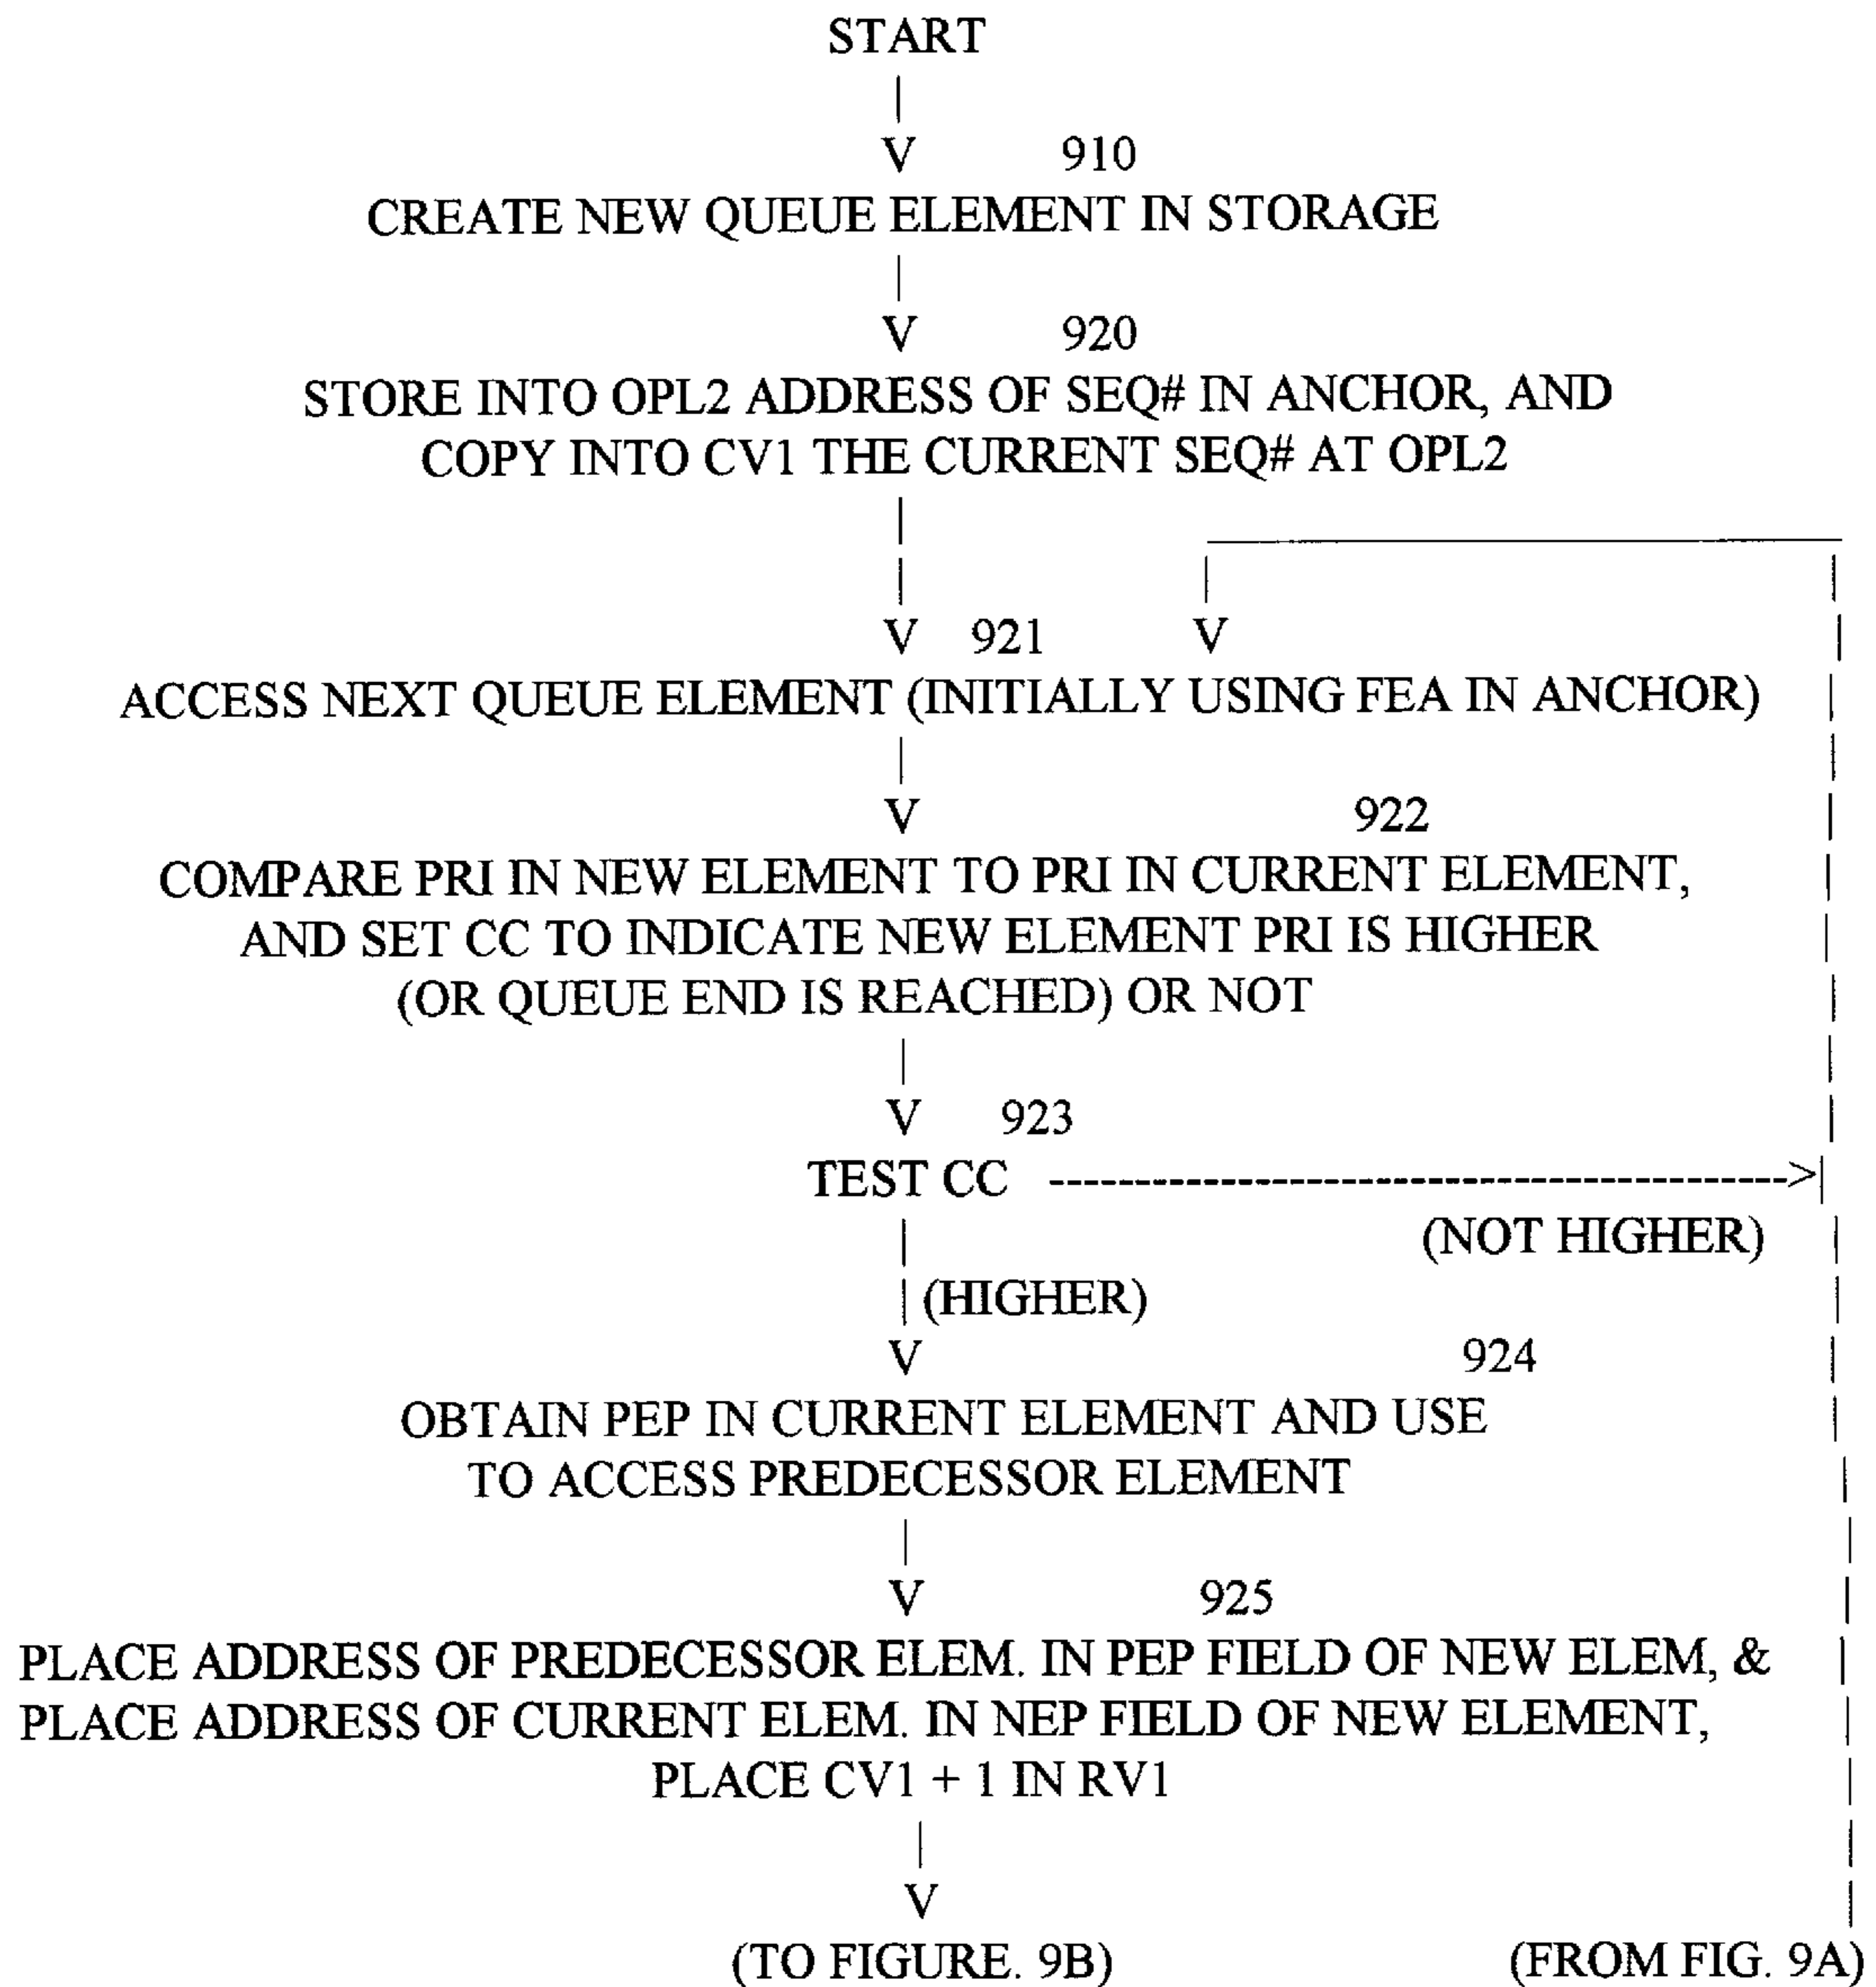 START
V 910
CREATE NEW QUEUE ELEMENT IN STORAGE
V 920
STORE INTO OPL2 ADDRESS OF SEQ# IN ANCHOR, AND
COPY INTO CV1 THE CURRENT SEQ# AT OPL2
V 921 V
ACCESS NEXT QUEUE ELEMENT (INITIALLY USING FEA IN ANCHOR)
V 922
COMPARE PRI IN NEW ELEMENT TO PRI IN CURRENT ELEMENT,
AND SET CC TO INDICATE NEW ELEMENT PRI IS HIGHER
(OR QUEUE END IS REACHED) OR NOT
V 923
TEST CC
(NOT HIGHER)
(HIGHER)
V 924
OBTAIN PEP IN CURRENT ELEMENT AND USE
TO ACCESS PREDECESSOR ELEMENT
V 925
PLACE ADDRESS OF PREDECESSOR ELEM. IN PEP FIELD OF NEW ELEM, &
PLACE ADDRESS OF CURRENT ELEM. IN NEP FIELD OF NEW ELEMENT,
PLACE CV1 + 1 IN RV1
V
(TO FIGURE. 9B) (FROM FIG. 9A)